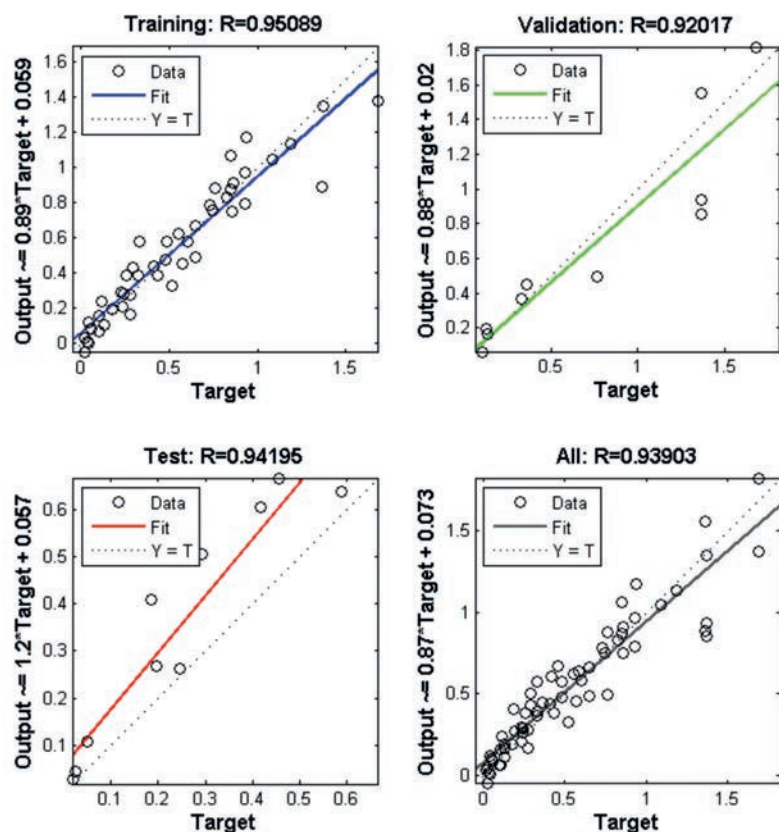 Training: R=0.95089
Output ~= 0.89*Target + 0.059
1.6
1.4
1.2
1
0.8
0.6
0.4
0.2
0
Data
Fit
Y = T
0
0.5
1
1.5
Target
Validation: R=0.92017
Output ~= 0.88*Target + 0.02
1.8
1.6
1.4
1.2
1
0.8
0.6
0.4
0.2
Data
Fit
Y = T
0.5
1
1.5
Target
Test: R=0.94195
Output ~= 1.2*Target + 0.057
0.6
0.5
0.4
0.3
0.2
0.1
Data
Fit
Y = T
0.1
0.2
0.3
0.4
0.5
0.6
Target
All: R=0.93903
Output ~= 0.87*Target + 0.073
1.5
1
0.5
0
Data
Fit
Y = T
0
0.5
1
1.5
Target